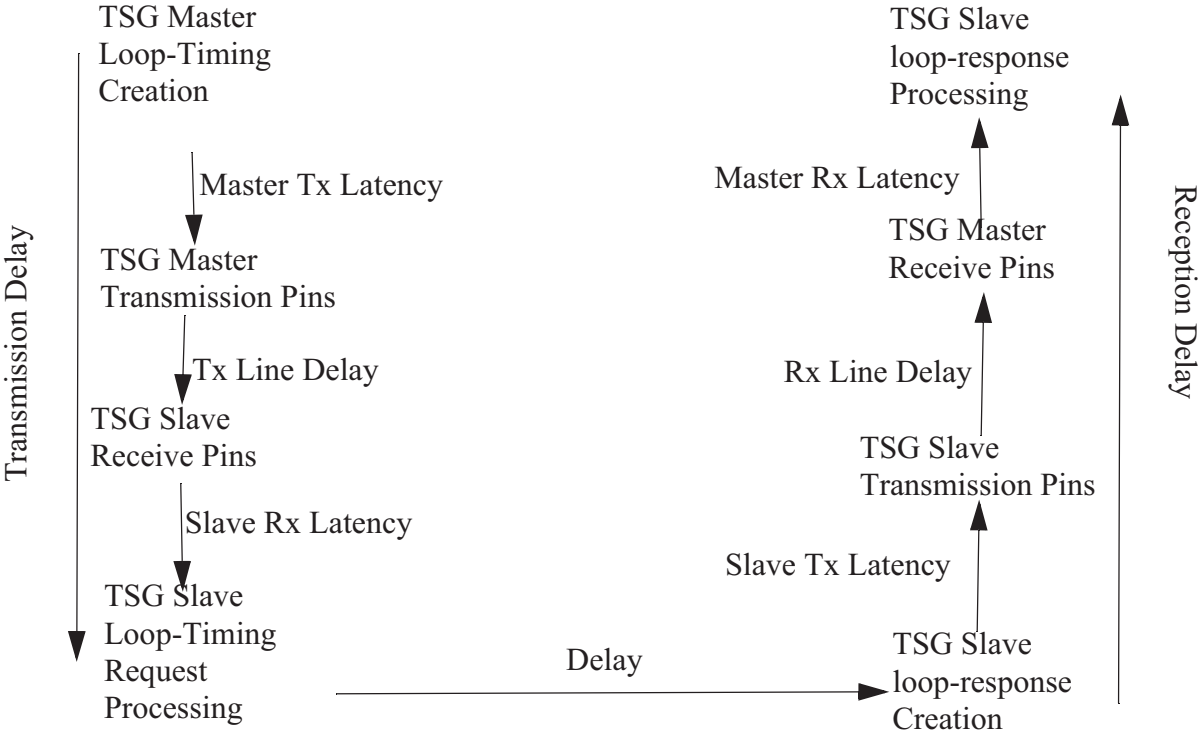 TSG Master
Loop-Timing
Creation
Master Tx Latency
TSG Master
Transmission Pins
Tx Line Delay
TSG Slave
Receive Pins
Slave Rx Latency
TSG Slave
Loop-Timing
Request
Processing
Transmission Delay
Delay
TSG Slave
loop-response
Processing
Master Rx Latency
TSG Master
Receive Pins
Rx Line Delay
TSG Slave
Transmission Pins
Slave Tx Latency
TSG Slave
loop-response
Creation
Reception Delay